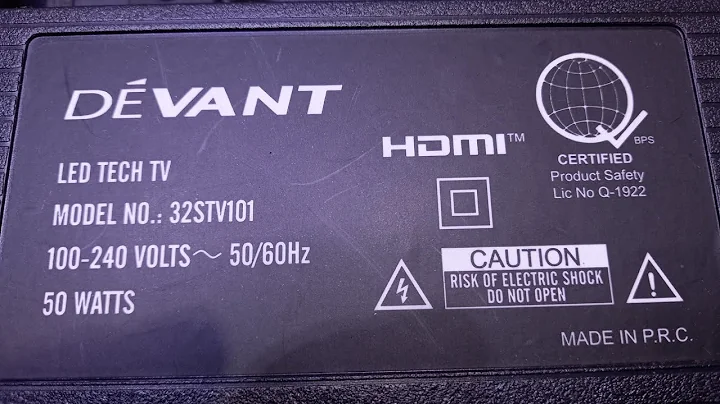 DÉVANT
LED TECH TV
MODEL NO.: 32STV101
100-240 VOLTS～ 50/60Hz
50 WATTS
HDMI™
BPS
CERTIFIED
Product Safety
Lic No Q-1922
CAUTION
RISK OF ELECTRIC SHOCK
DO NOT OPEN
MADE IN P.R.C.